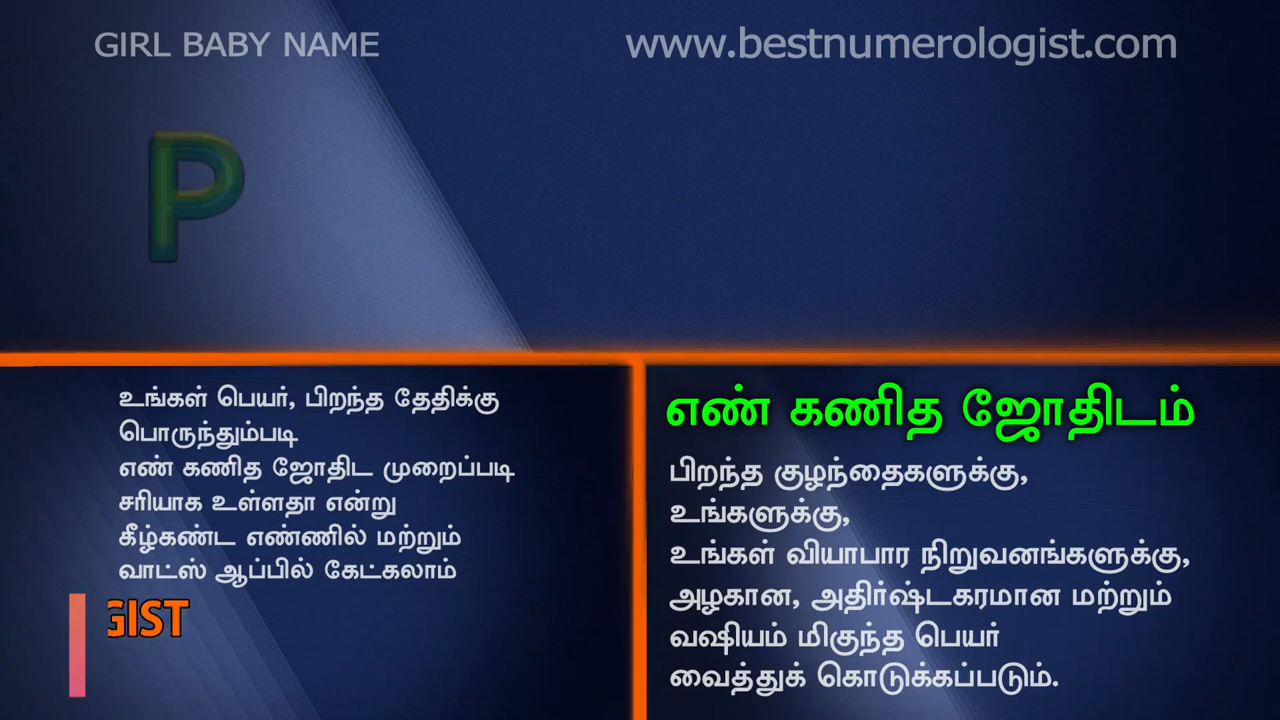 GIRL BABY NAME
www.bestnumerologist.com
P
உங்கள் பெயர், பிறந்த தேதிக்கு
பொருந்தும்படி
எண் கணித ஜோதிட முறைப்படி
சரியாக உள்ளதா என்று
கீழ்கண்ட எண்ணில் மற்றும்
வாட்ஸ் ஆப்பில் கேட்கலாம்
GIST
எண் கணித ஜோதிடம்
பிறந்த குழந்தைகளுக்கு,
உங்களுக்கு,
உங்கள் வியாபார நிறுவனங்களுக்கு,
அழகான, அதிர்ஷ்டகரமான மற்றும்
வஷியம் மிகுந்த பெயர்
வைத்துக் கொடுக்கப்படும்.